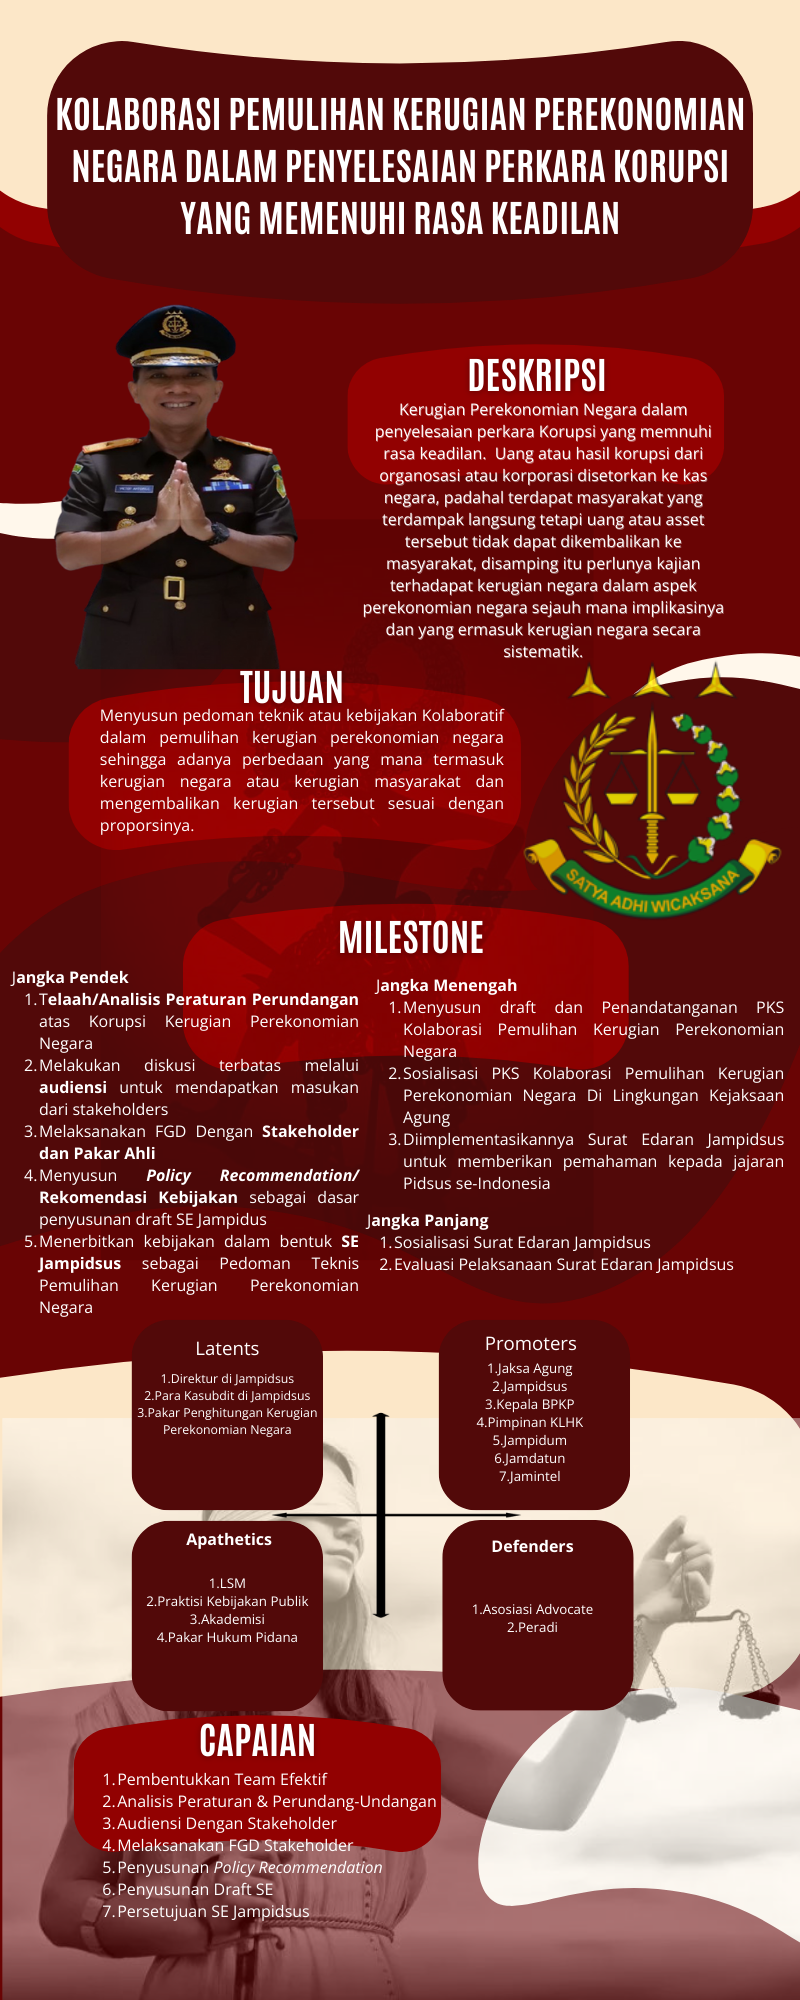 KOLABORASI PEMULIHAN KERUGIAN PEREKONOMIAN
NEGARA DALAM PENYELESAIAN PERKARA KORUPSI
YANG MEMENUHI RASA KEADILAN
DESKRIPSI
Kerugian Perekonomian Negara dalam
penyelesaian perkara Korupsi yang memnuhi
rasa keadilan. Uang atau hasil korupsi dari
organosasi atau korporasi disetorkan ke kas
negara, padahal terdapat masyarakat yang
terdampak langsung tetapi uang atau asset
tersebut tidak dapat dikembalikan ke
masyarakat, disamping itu perlunya kajian
terhadapat kerugian negara dalam aspek
perekonomian negara sejauh mana implikasinya
dan yang ermasuk kerugian negara secara
sistematik.
TUJUAN
Menyusun pedoman teknik atau kebijakan Kolaboratif
dalam pemulihan kerugian perekonomian negara
sehingga adanya perbedaan yang mana termasuk
kerugian negara atau kerugian masyarakat dan
mengembalikan kerugian tersebut sesuai dengan
proporsinya.
SATYA ADHI WICAKSANA
MILESTONE
Jangka Pendek
1.Telaah/Analisis Peraturan Perundangan
atas Korupsi Kerugian Perekonomian
Negara
2.Melakukan diskusi terbatas melalui
audiensi untuk mendapatkan masukan
dari stakeholders
3.Melaksanakan FGD Dengan Stakeholder
dan Pakar Ahli
4.Menyusun Policy Recommendation/
Rekomendasi Kebijakan sebagai dasar
penyusunan draft SE Jampidus
5.Menerbitkan kebijakan dalam bentuk SE
Jampidsus sebagai Pedoman Teknis
Pemulihan Kerugian Perekonomian
Negara
Jangka Menengah
1.Menyusun draft dan Penandatanganan PKS
Kolaborasi Pemulihan Kerugian Perekonomian
Negara
2.Sosialisasi PKS Kolaborasi Pemulihan Kerugian
Perekonomian Negara Di Lingkungan Kejaksaan
Agung
3.Diimplementasikannya Surat Edaran Jampidsus
untuk memberikan pemahaman kepada jajaran
Pidsus se-Indonesia
Jangka Panjang
1.Sosialisasi Surat Edaran Jampidsus
2.Evaluasi Pelaksanaan Surat Edaran Jampidsus
Latents
1.Direktur di Jampidsus
2.Para Kasubdit di Jampidsus
3.Pakar Penghitungan Kerugian
Perekonomian Negara
Promoters
1.Jaksa Agung
2.Jampidsus
3.Kepala BPKP
4.Pimpinan KLHK
5.Jampidum
6.Jamdatun
7.Jamintel
Apathetics
1.LSM
2.Praktisi Kebijakan Publik
3.Akademisi
4.Pakar Hukum Pidana
Defenders
1.Asosiasi Advocate
2.Peradi
CAPAIAN
1.Pembentukkan Team Efektif
2.Analisis Peraturan & Perundang-Undangan
3.Audiensi Dengan Stakeholder
4.Melaksanakan FGD Stakeholder
5.Penyusunan Policy Recommendation
6.Penyusunan Draft SE
7.Persetujuan SE Jampidsus